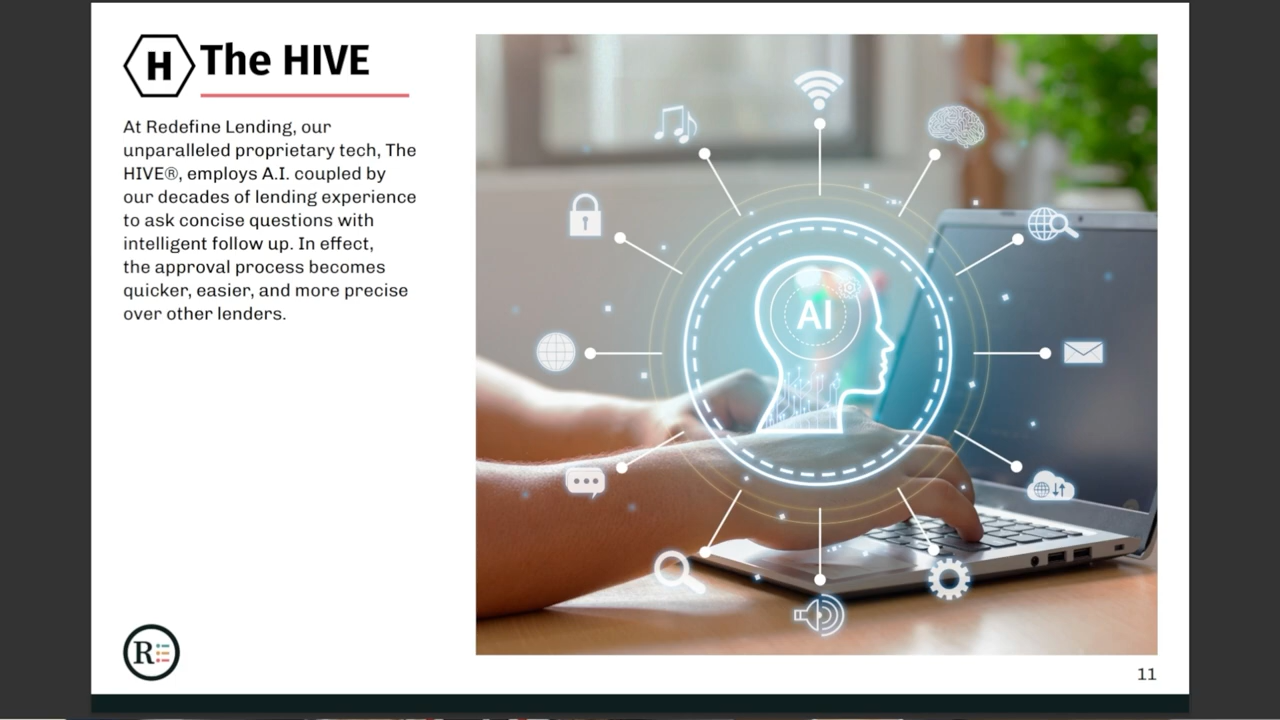 H The HIVE
At Redefine Lending, our
unparalleled proprietary tech, The
HIVE®, employs A.I. coupled by
our decades of lending experience
to ask concise questions with
intelligent follow up. In effect,
the approval process becomes
quicker, easier, and more precise
over other lenders.
AI
R
11